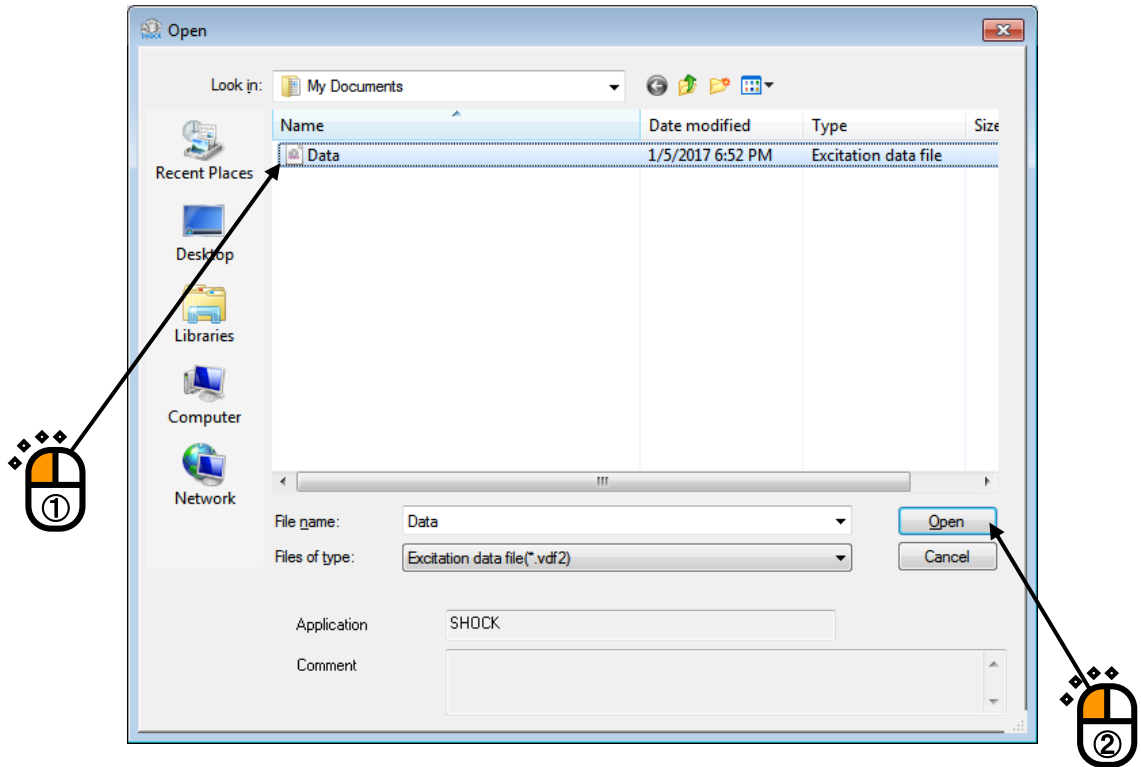 SHOCK Open
Look in: My Documents
Name Date modified Type Size
Data 1/5/2017 6:52 PM Excitation data file
Recent Places
Desktop
Libraries
Computer
Network
File name: Data Open
Files of type: Excitation data file(*.vdf2) Cancel
Application SHOCK
Comment
①
②